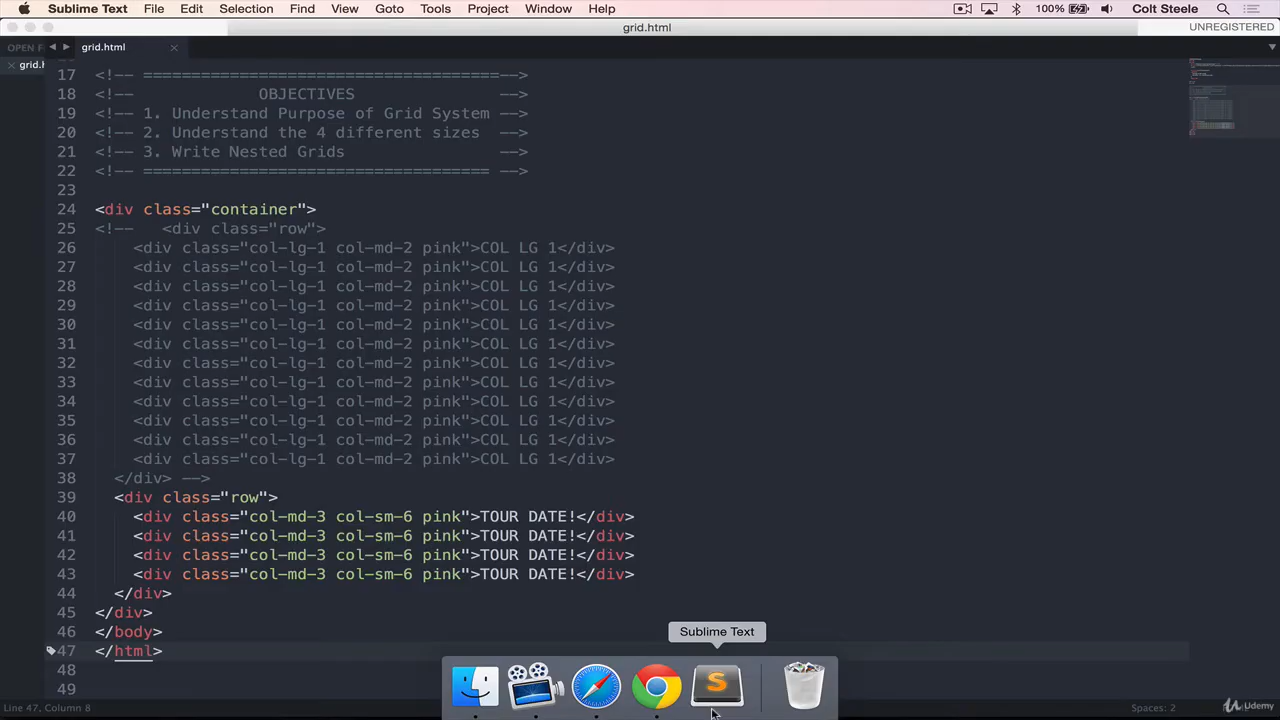 Sublime Text File Edit Selection Find View Goto Tools Project Window Help 100% Colt Steele
grid.html UNREGISTERED
OPEN F grid.html
grid.h
17 <!-- =====================================-->
18 <!-- OBJECTIVES -->
19 <!-- 1. Understand Purpose of Grid System -->
20 <!-- 2. Understand the 4 different sizes -->
21 <!-- 3. Write Nested Grids -->
22 <!-- ==================================== -->
23
24 <div class="container">
25 <!-- <div class="row">
26 <div class="col-lg-1 col-md-2 pink">COL LG 1</div>
27 <div class="col-lg-1 col-md-2 pink">COL LG 1</div>
28 <div class="col-lg-1 col-md-2 pink">COL LG 1</div>
29 <div class="col-lg-1 col-md-2 pink">COL LG 1</div>
30 <div class="col-lg-1 col-md-2 pink">COL LG 1</div>
31 <div class="col-lg-1 col-md-2 pink">COL LG 1</div>
32 <div class="col-lg-1 col-md-2 pink">COL LG 1</div>
33 <div class="col-lg-1 col-md-2 pink">COL LG 1</div>
34 <div class="col-lg-1 col-md-2 pink">COL LG 1</div>
35 <div class="col-lg-1 col-md-2 pink">COL LG 1</div>
36 <div class="col-lg-1 col-md-2 pink">COL LG 1</div>
37 <div class="col-lg-1 col-md-2 pink">COL LG 1</div>
38 </div> -->
39 <div class="row">
40 <div class="col-md-3 col-sm-6 pink">TOUR DATE!</div>
41 <div class="col-md-3 col-sm-6 pink">TOUR DATE!</div>
42 <div class="col-md-3 col-sm-6 pink">TOUR DATE!</div>
43 <div class="col-md-3 col-sm-6 pink">TOUR DATE!</div>
44 </div>
45 </div>
46 </body>
47 </html>
48
49
Sublime Text
S
Line 47, Column 8 Spaces: 2 Udemy